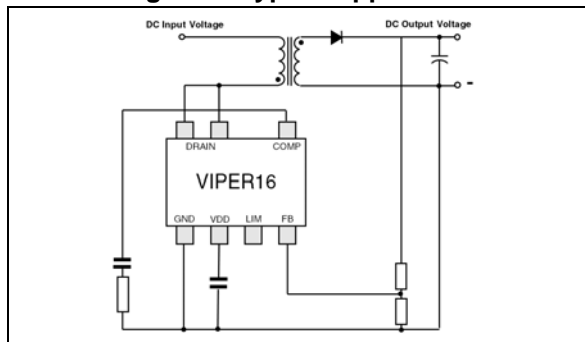 DC Input Voltage
DC Output Voltage
-
DRAIN COMP
VIPER16
GND VDD LIM FB